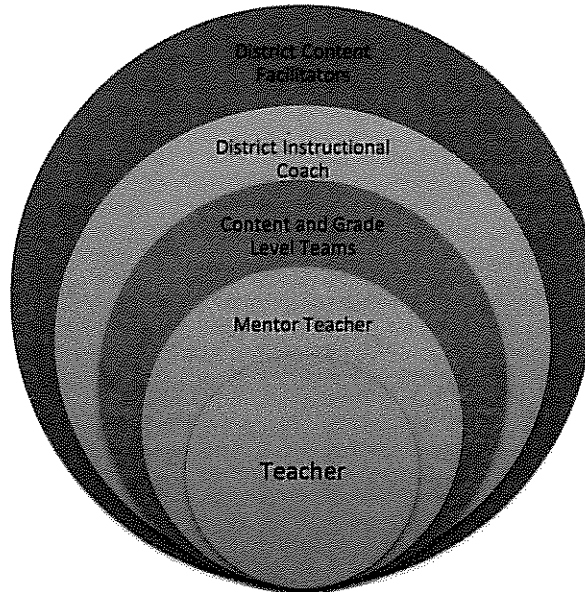 District Content
Facilitators
District Instructional
Coach
Content and Grade
Level Teams
Mentor Teacher
Teacher